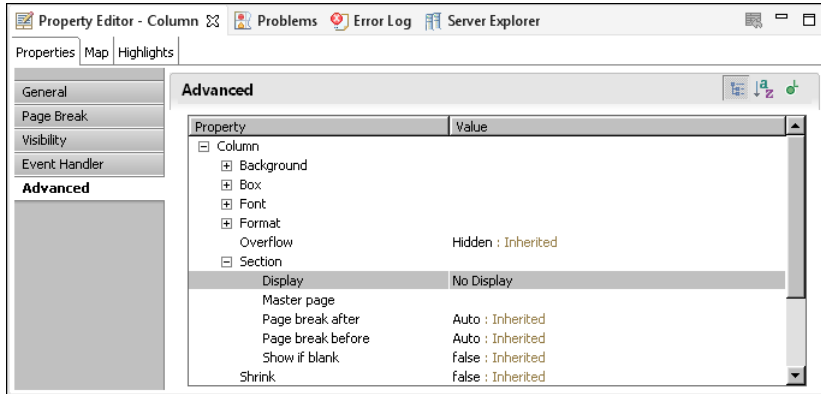 Property Editor - Column Problems Error Log Server Explorer
Properties Map Highlights
General
Page Break
Visibility
Event Handler
Advanced
Advanced
Property Value
Column
Background
Box
Font
Format
Overflow Hidden : Inherited
Section
Display No Display
Master page
Page break after Auto : Inherited
Page break before Auto : Inherited
Show if blank false : Inherited
Shrink false : Inherited